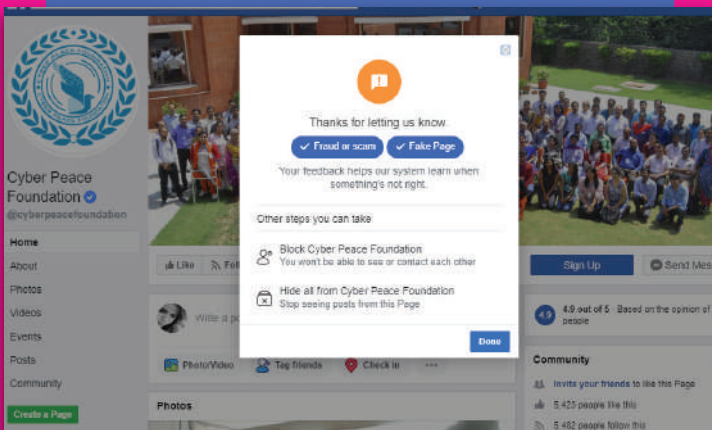 Cyber Peace
Foundation
@cyberpeacefoundation
Home
About
Photos
Videos
Events
Posts
Community
Create a Page
Like
Write a
Photo/Video
Tag friends
Check in
Photos
Thanks for letting us know
Fraud or scam
Fake Page
Your feedback helps our system learn when
something's not right.
Other steps you can take
Block Cyber Peace Foundation
You won't be able to see or contact each other
Hide all from Cyber Peace Foundation
Stop seeing posts from this Page
Done
Sign Up
Send Mes
4.9
4.9 out of 5 · Based on the opinion of
people
Community
Invite your friends to like this Page
5,423 people like this
5,482 people follow this